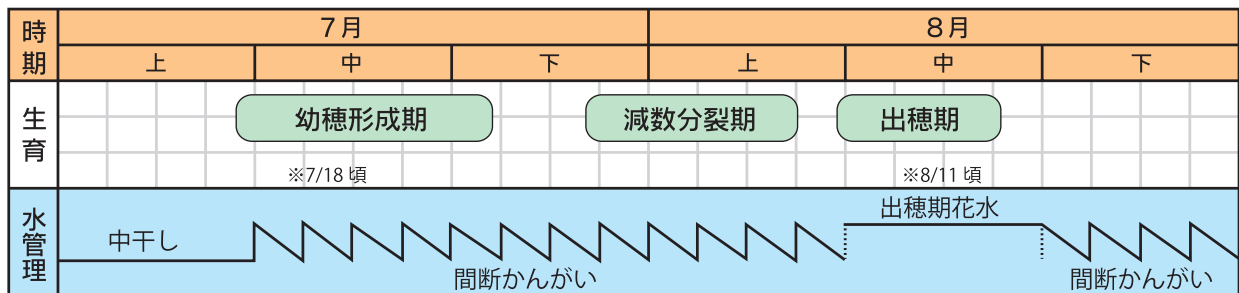 時期
7月
8月
上
中
下
上
中
下
生育
幼穂形成期
減数分裂期
出穂期
※7/18 頃
※8/11 頃
水管理
中干し
間断かんがい
出穂期花水
間断かんがい